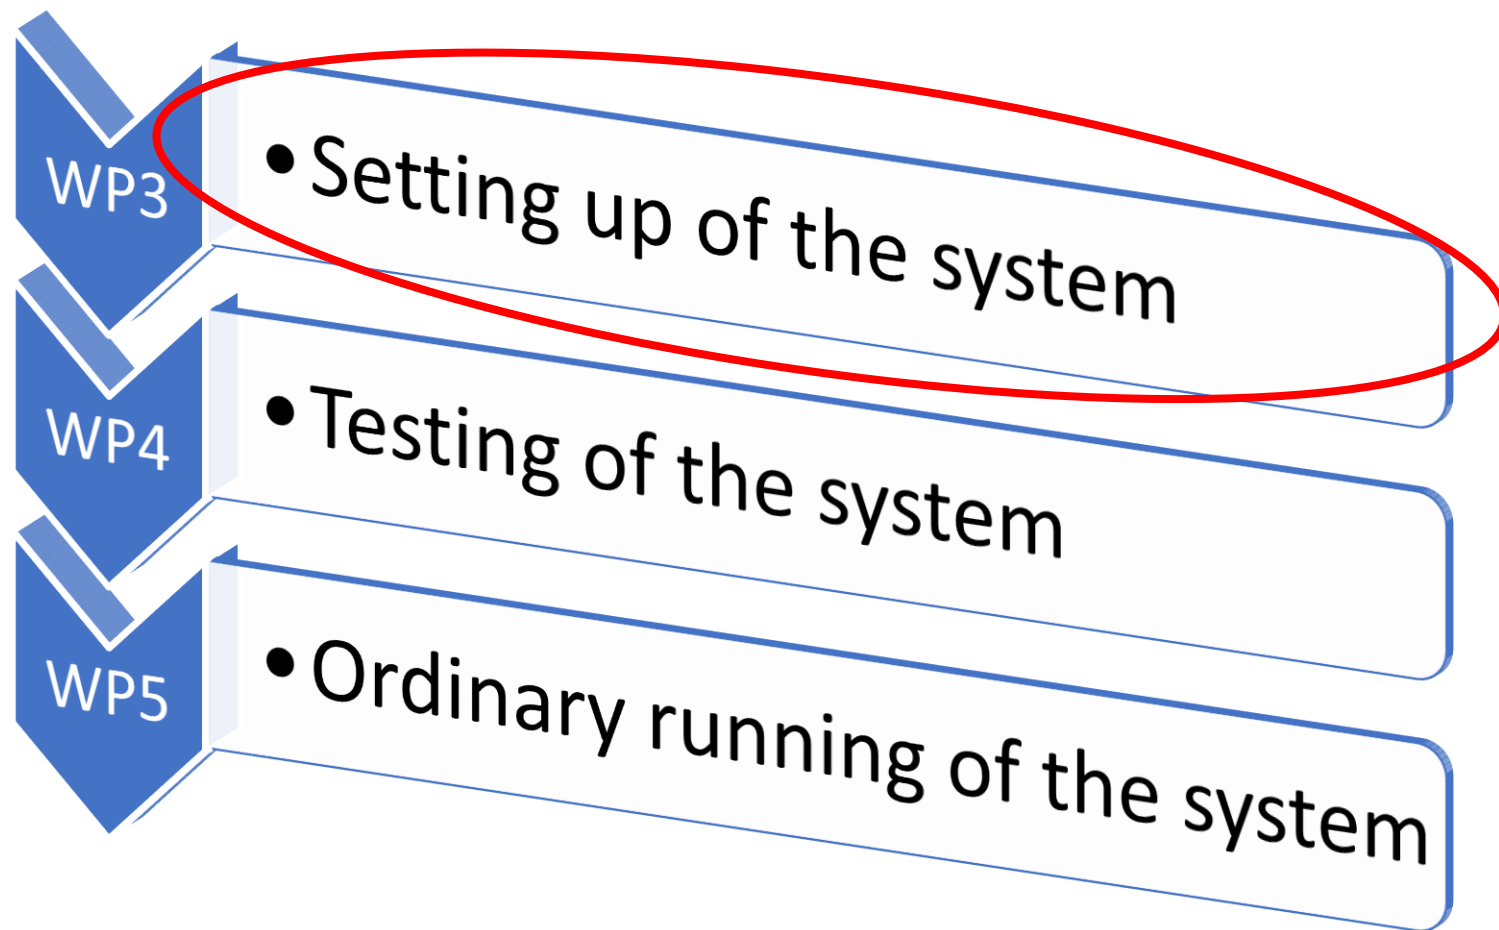 WP3
• Setting up of the system
WP4
• Testing of the system
WP5
• Ordinary running of the system